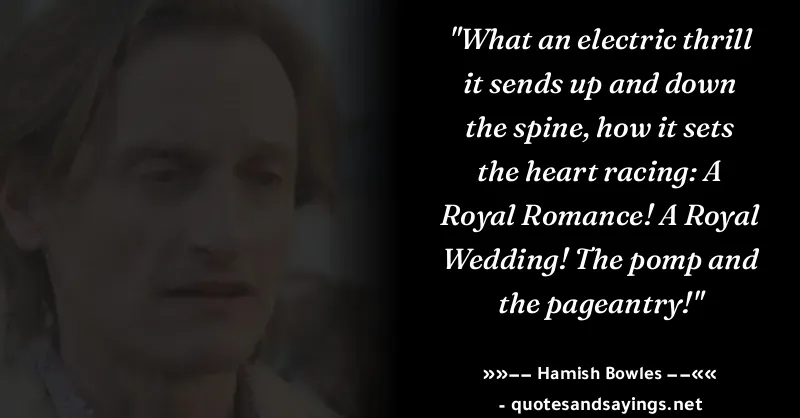 "What an electric thrill
it sends up and down
the spine, how it sets
the heart racing: A
Royal Romance! A Royal
Wedding! The pomp and
the pageantry!"
»»–– Hamish Bowles ––««
- quotesandsayings.net